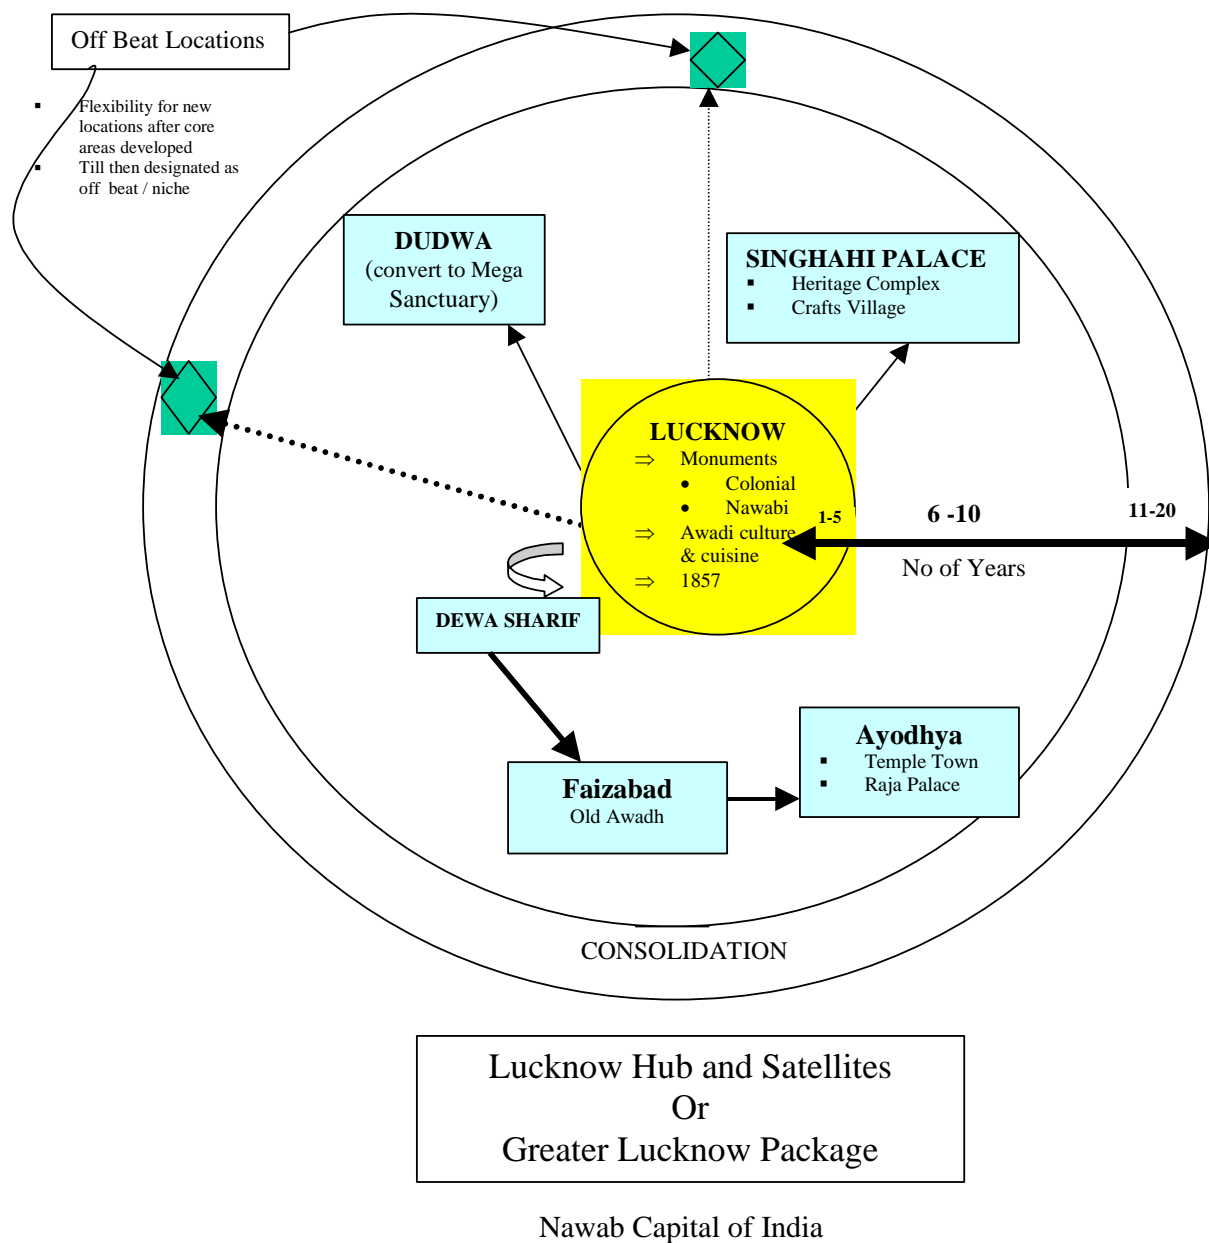 Off Beat Locations
▪ Flexibility for new
locations after core
areas developed
▪ Till then designated as
off beat / niche
DUDWA
(convert to Mega
Sanctuary)
SINGHAHI PALACE
▪ Heritage Complex
▪ Crafts Village
LUCKNOW
⇒ Monuments
• Colonial
• Nawabi
⇒ Awadi culture
& cuisine
⇒ 1857
1-5
6 -10
11-20
No of Years
DEWA SHARIF
Faizabad
Old Awadh
Ayodhya
▪ Temple Town
▪ Raja Palace
CONSOLIDATION
Lucknow Hub and Satellites
Or
Greater Lucknow Package
Nawab Capital of India